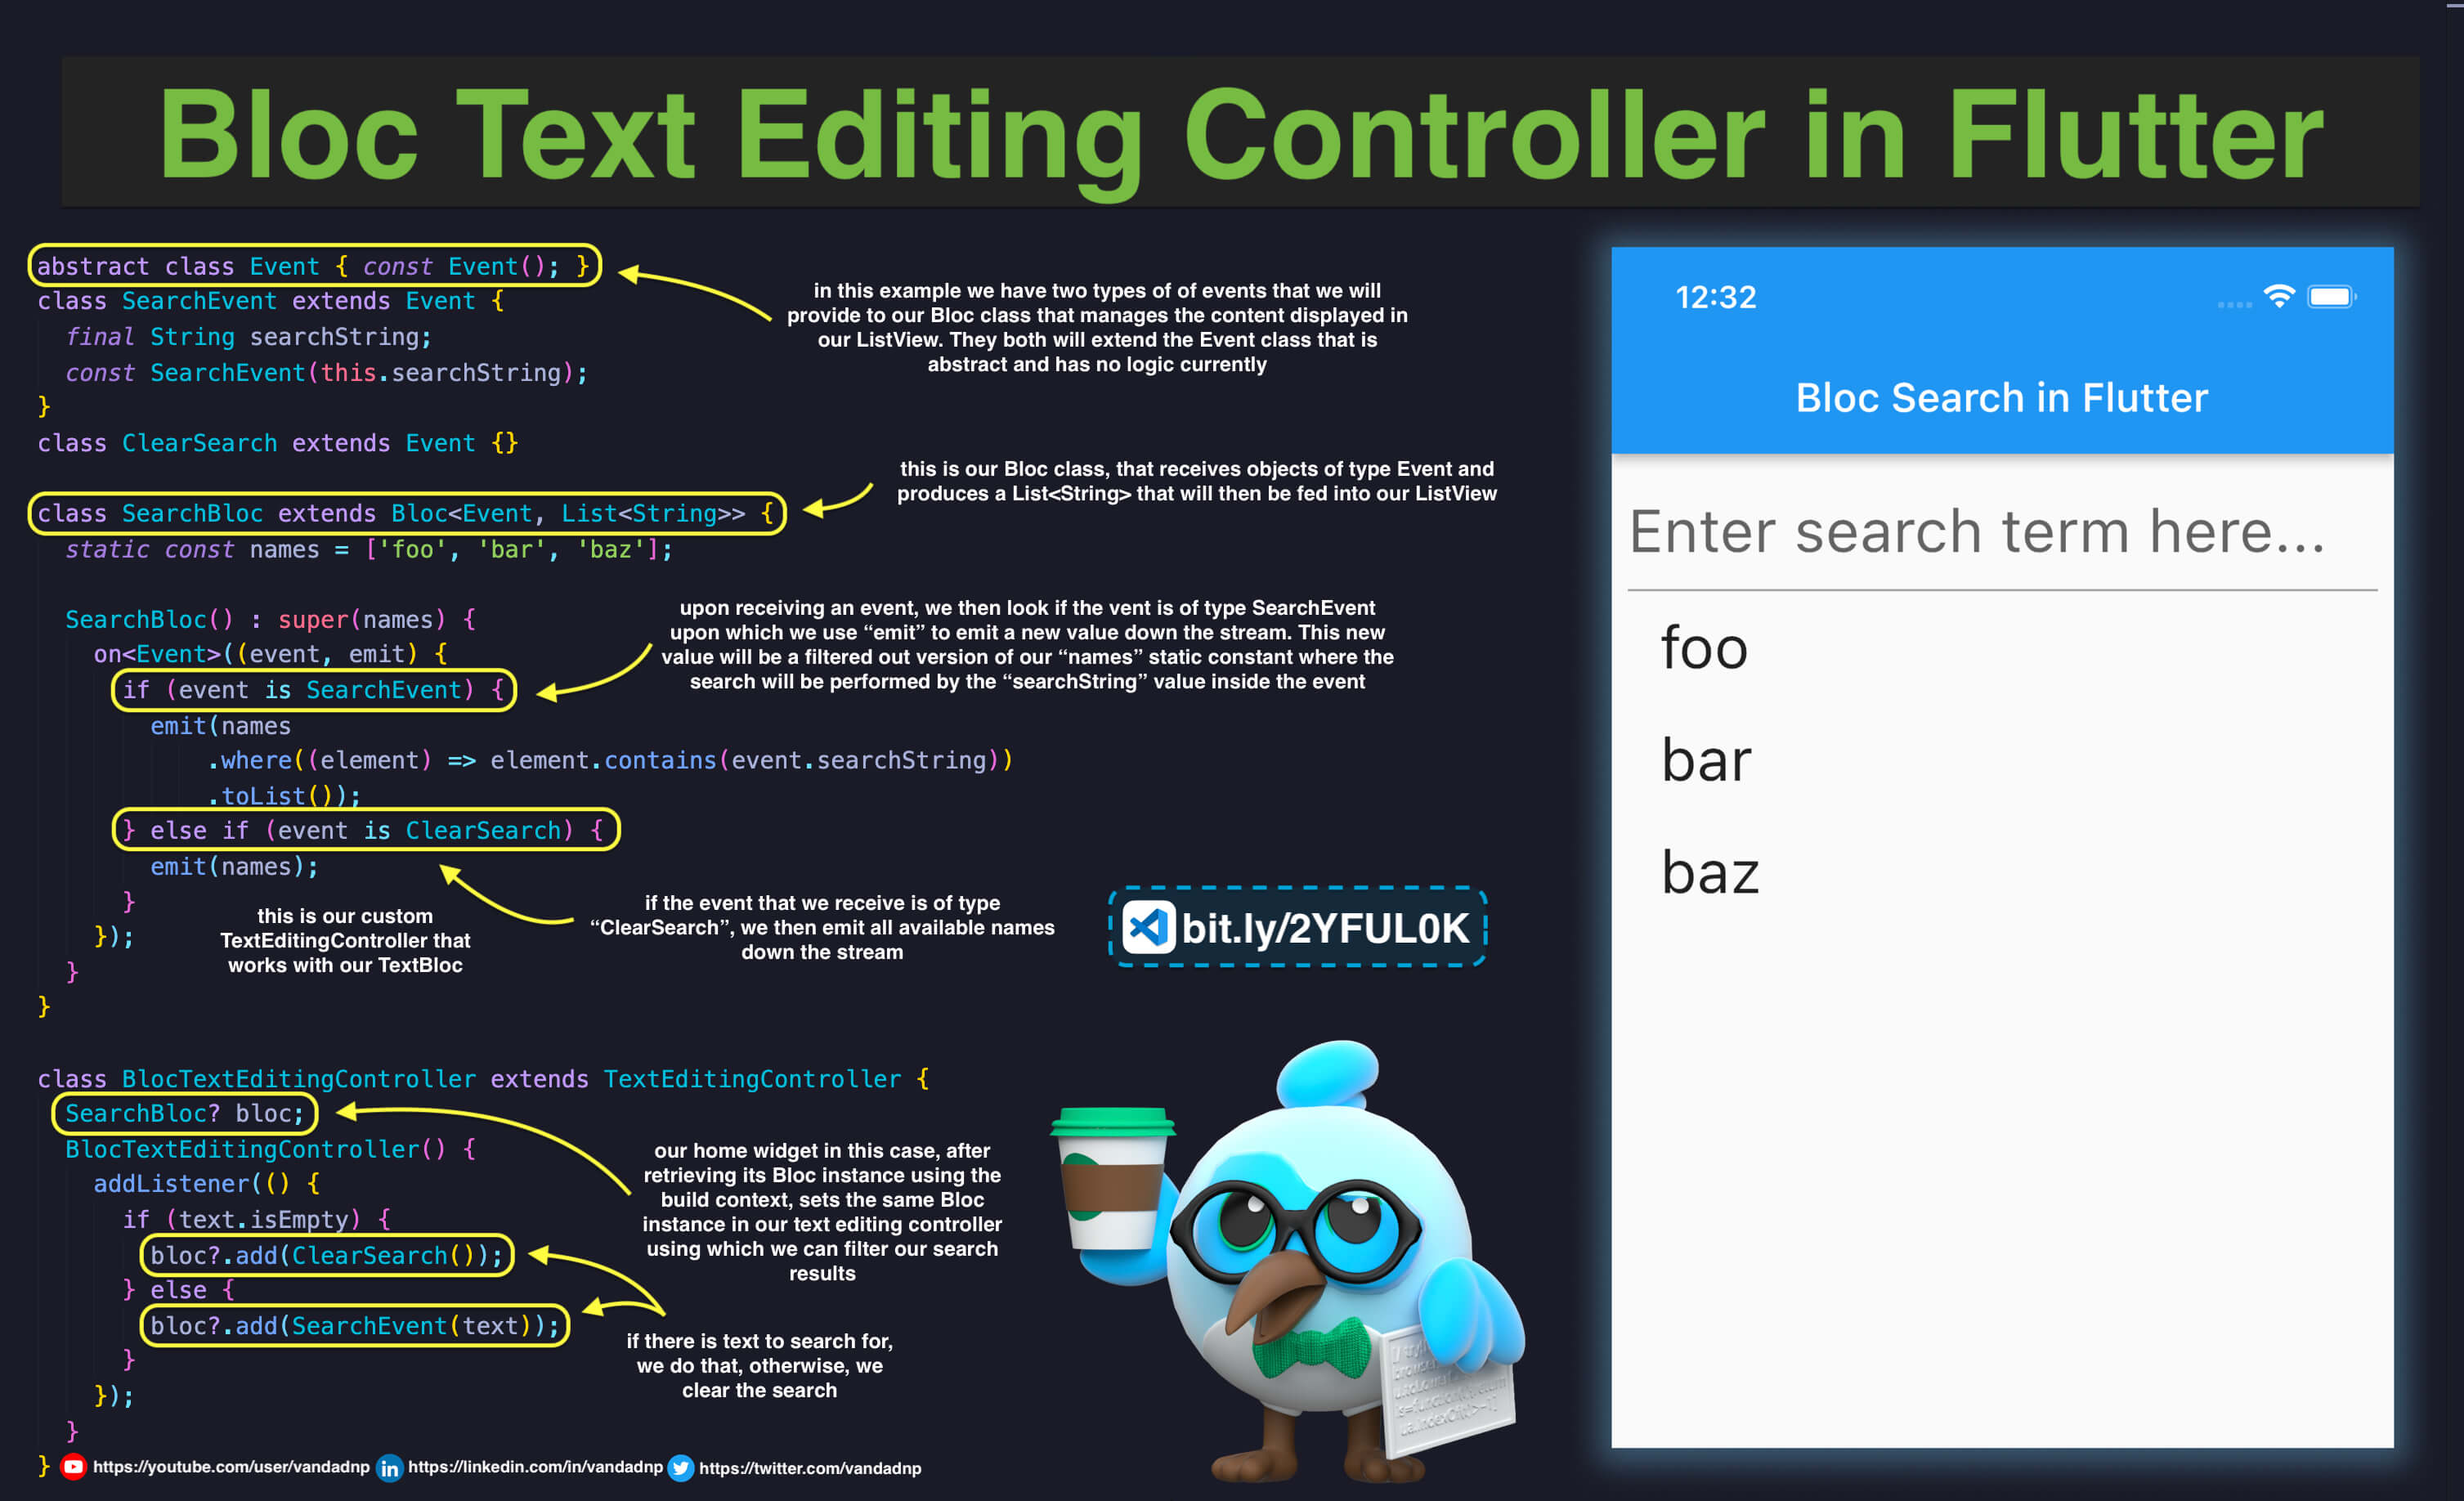 Bloc Text Editing Controller in Flutter
abstract class Event { const Event(); }
class SearchEvent extends Event {
final String searchString;
const SearchEvent(this.searchString);
}
class ClearSearch extends Event {}
in this example we have two types of of events that we will
provide to our Bloc class that manages the content displayed in
our ListView. They both will extend the Event class that is
abstract and has no logic currently
class SearchBloc extends Bloc<Event, List<String>> {
static const names = ['foo', 'bar', 'baz'];
this is our Bloc class, that receives objects of type Event and
produces a List<String> that will then be fed into our ListView
SearchBloc() : super(names) {
on<Event>((event, emit) {
if (event is SearchEvent) {
emit(names
.where((element) => element.contains(event.searchString))
.toList());
} else if (event is ClearSearch) {
emit(names);
}
});
}
}
upon receiving an event, we then look if the vent is of type SearchEvent
upon which we use “emit” to emit a new value down the stream. This new
value will be a filtered out version of our “names” static constant where the
search will be performed by the “searchString” value inside the event
if the event that we receive is of type
“ClearSearch”, we then emit all available names
down the stream
this is our custom
TextEditingController that
works with our TextBloc
bit.ly/2YFUL0K
class BlocTextEditingController extends TextEditingController {
SearchBloc? bloc;
BlocTextEditingController() {
addListener(() {
if (text.isEmpty) {
bloc?.add(ClearSearch());
} else {
bloc?.add(SearchEvent(text));
}
});
}
}
our home widget in this case, after
retrieving its Bloc instance using the
build context, sets the same Bloc
instance in our text editing controller
using which we can filter our search
results
if there is text to search for,
we do that, otherwise, we
clear the search
https://youtube.com/user/vandadnp
in
https://linkedin.com/in/vandadnp
https://twitter.com/vandadnp
12:32
Bloc Search in Flutter
Enter search term here...
foo
bar
baz